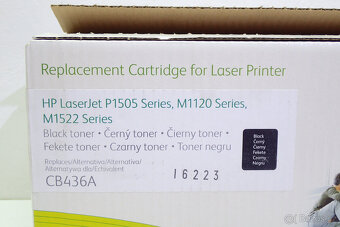 Replacement Cartridge for Laser Printer
HP LaserJet P1505 Series, M1120 Series,
M1522 Series
Black toner • Černý toner • Čierny toner •
Fekete toner • Czarny toner • Toner negru
Replaces/Alternativa/Alternatíva/
Alternatywa dla/Echivalent
CB436A
16223
Black
Černý
Čierny
Fekete
Czarny
Negru